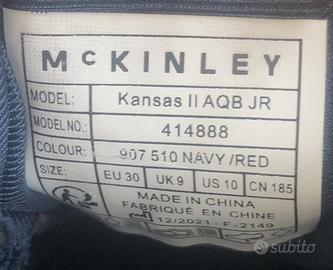 McKINLEY
MODEL: Kansas II AQB JR
MODEL NO.: 414888
COLOUR: 907 510 NAVY/RED
SIZE: EU 30 UK 9 US 10 CN 185
MADE IN CHINA
FABRIQUÉ EN CHINE
12/2021-F-2149
subito